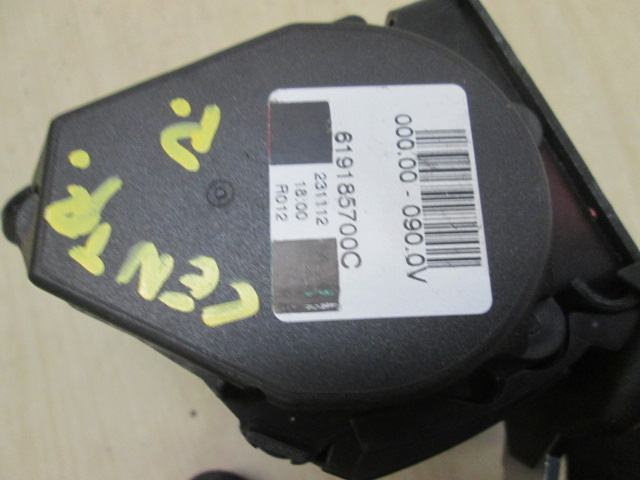 000.00 - 090.0V
619185700C
231112
18:00
R012
CENTR.
R.